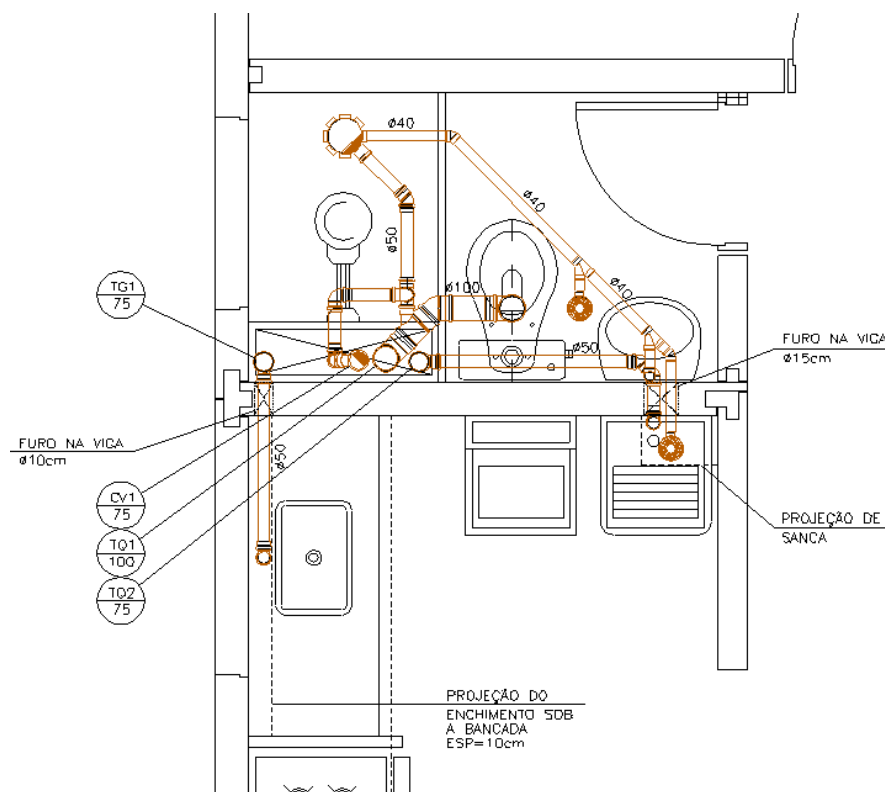 ø40
ø40
ø50
ø100
ø40
TG1
75
ø50
FURO NA VIGA
ø15cm
FURO NA VIGA
ø10cm
ø50
CV1
75
TQ1
100
PROJEÇÃO DE
SANCA
TQ2
75
PROJEÇÃO DO
ENCHIMENTO SOB
A BANCADA
ESP=10cm